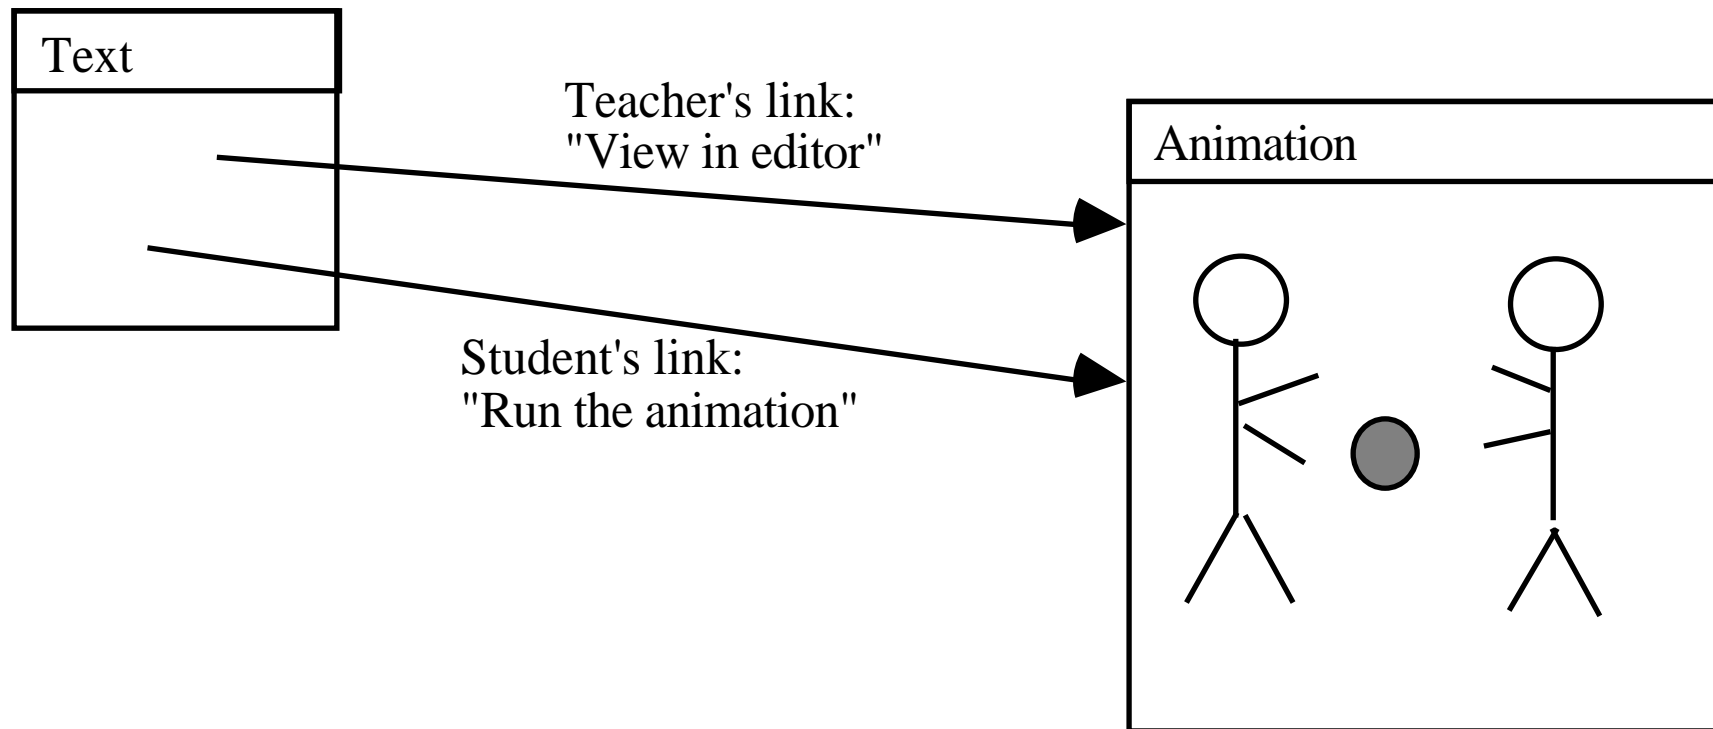 Text
Teacher's link:
"View in editor"
Animation
Student's link:
"Run the animation"